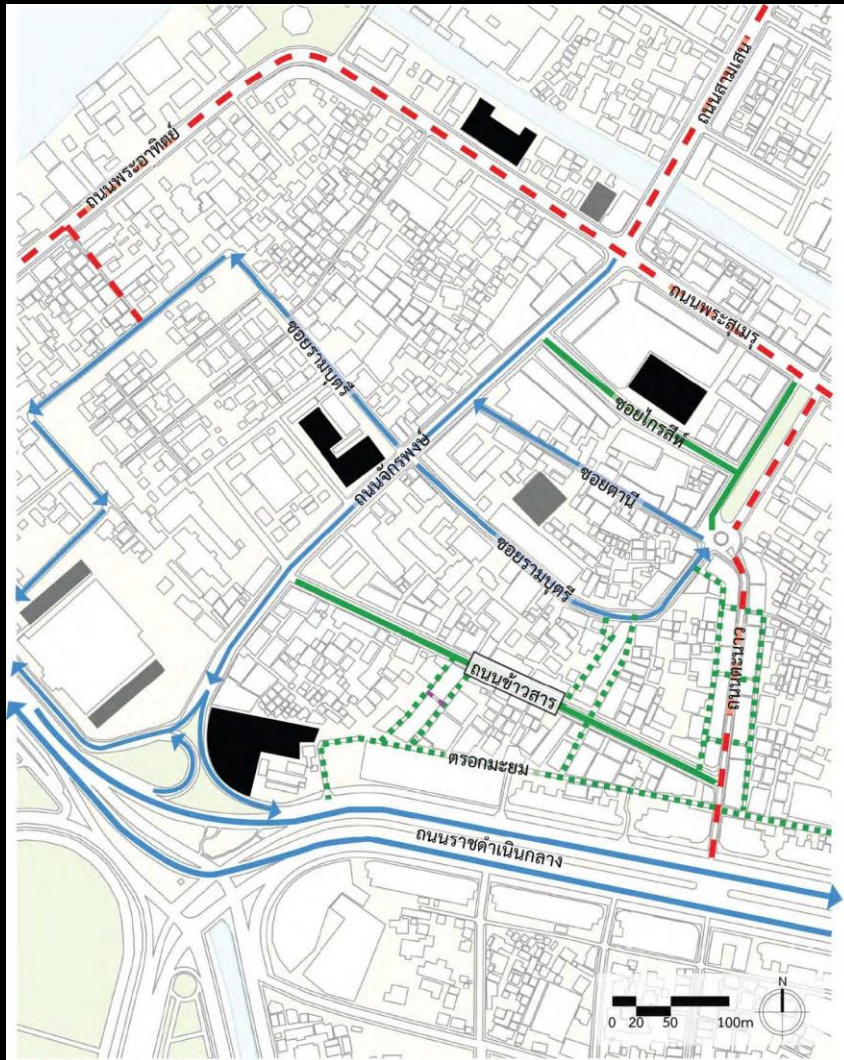 ถนนสามเสน
ถนนพระอาทิตย์
ถนนพระสุเมรุ
ซอยรามบุตรี
ซอยไกรสีห์
ถนนจักรพงษ์
ซอยตานี
ซอยรามบุตรี
ถนนตะนาว
ถนนข้าวสาร
ตรอกมะยม
ถนนราชดำเนินกลาง
N
0 20 50 100m